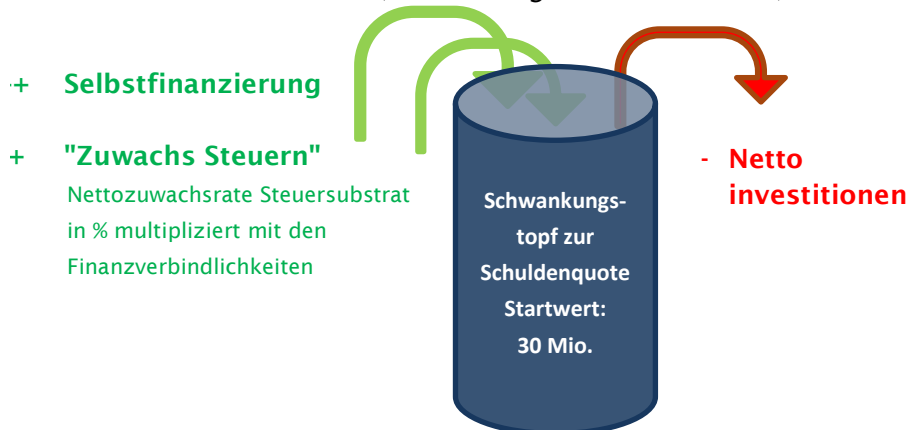 + Selbstfinanzierung
+ "Zuwachs Steuern"
Nettozuwachsrate Steuersubstrat
in % multipliziert mit den
Finanzverbindlichkeiten
Schwankungs-
topf zur
Schuldenquote
Startwert:
30 Mio.
- Netto
investitionen